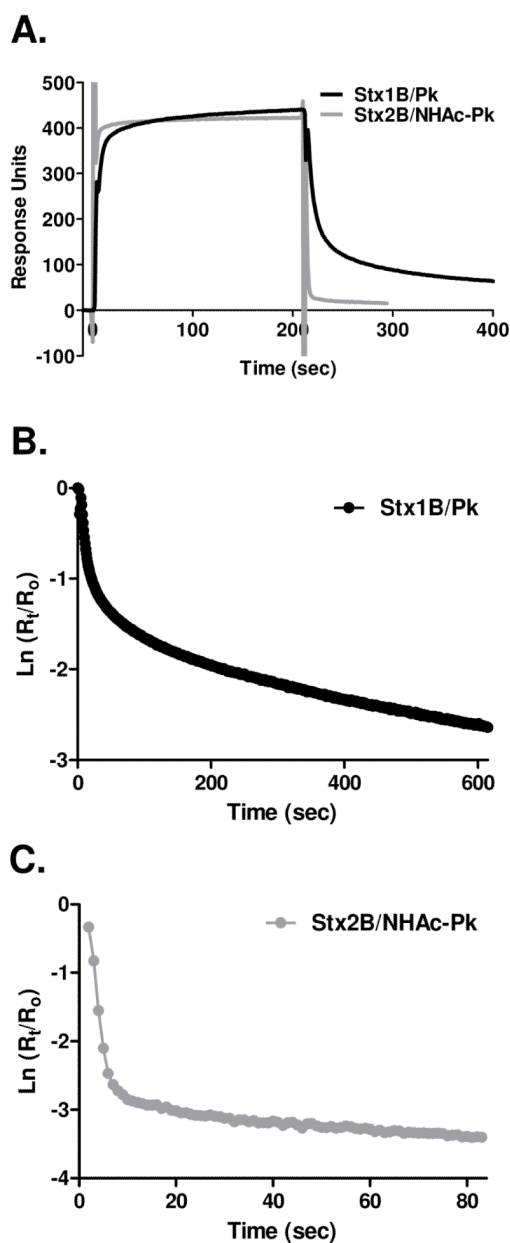 A.
500
400
300
200
100
0
-100
Response Units
Stx1B/Pk
Stx2B/NHAc-Pk
0 100 200 300 400
Time (sec)
B.
0
-1
-2
-3
Ln (Rt/Ro)
Stx1B/Pk
0 200 400 600
Time (sec)
C.
0
-1
-2
-3
-4
Ln (Rt/Ro)
Stx2B/NHAc-Pk
0 20 40 60 80
Time (sec)